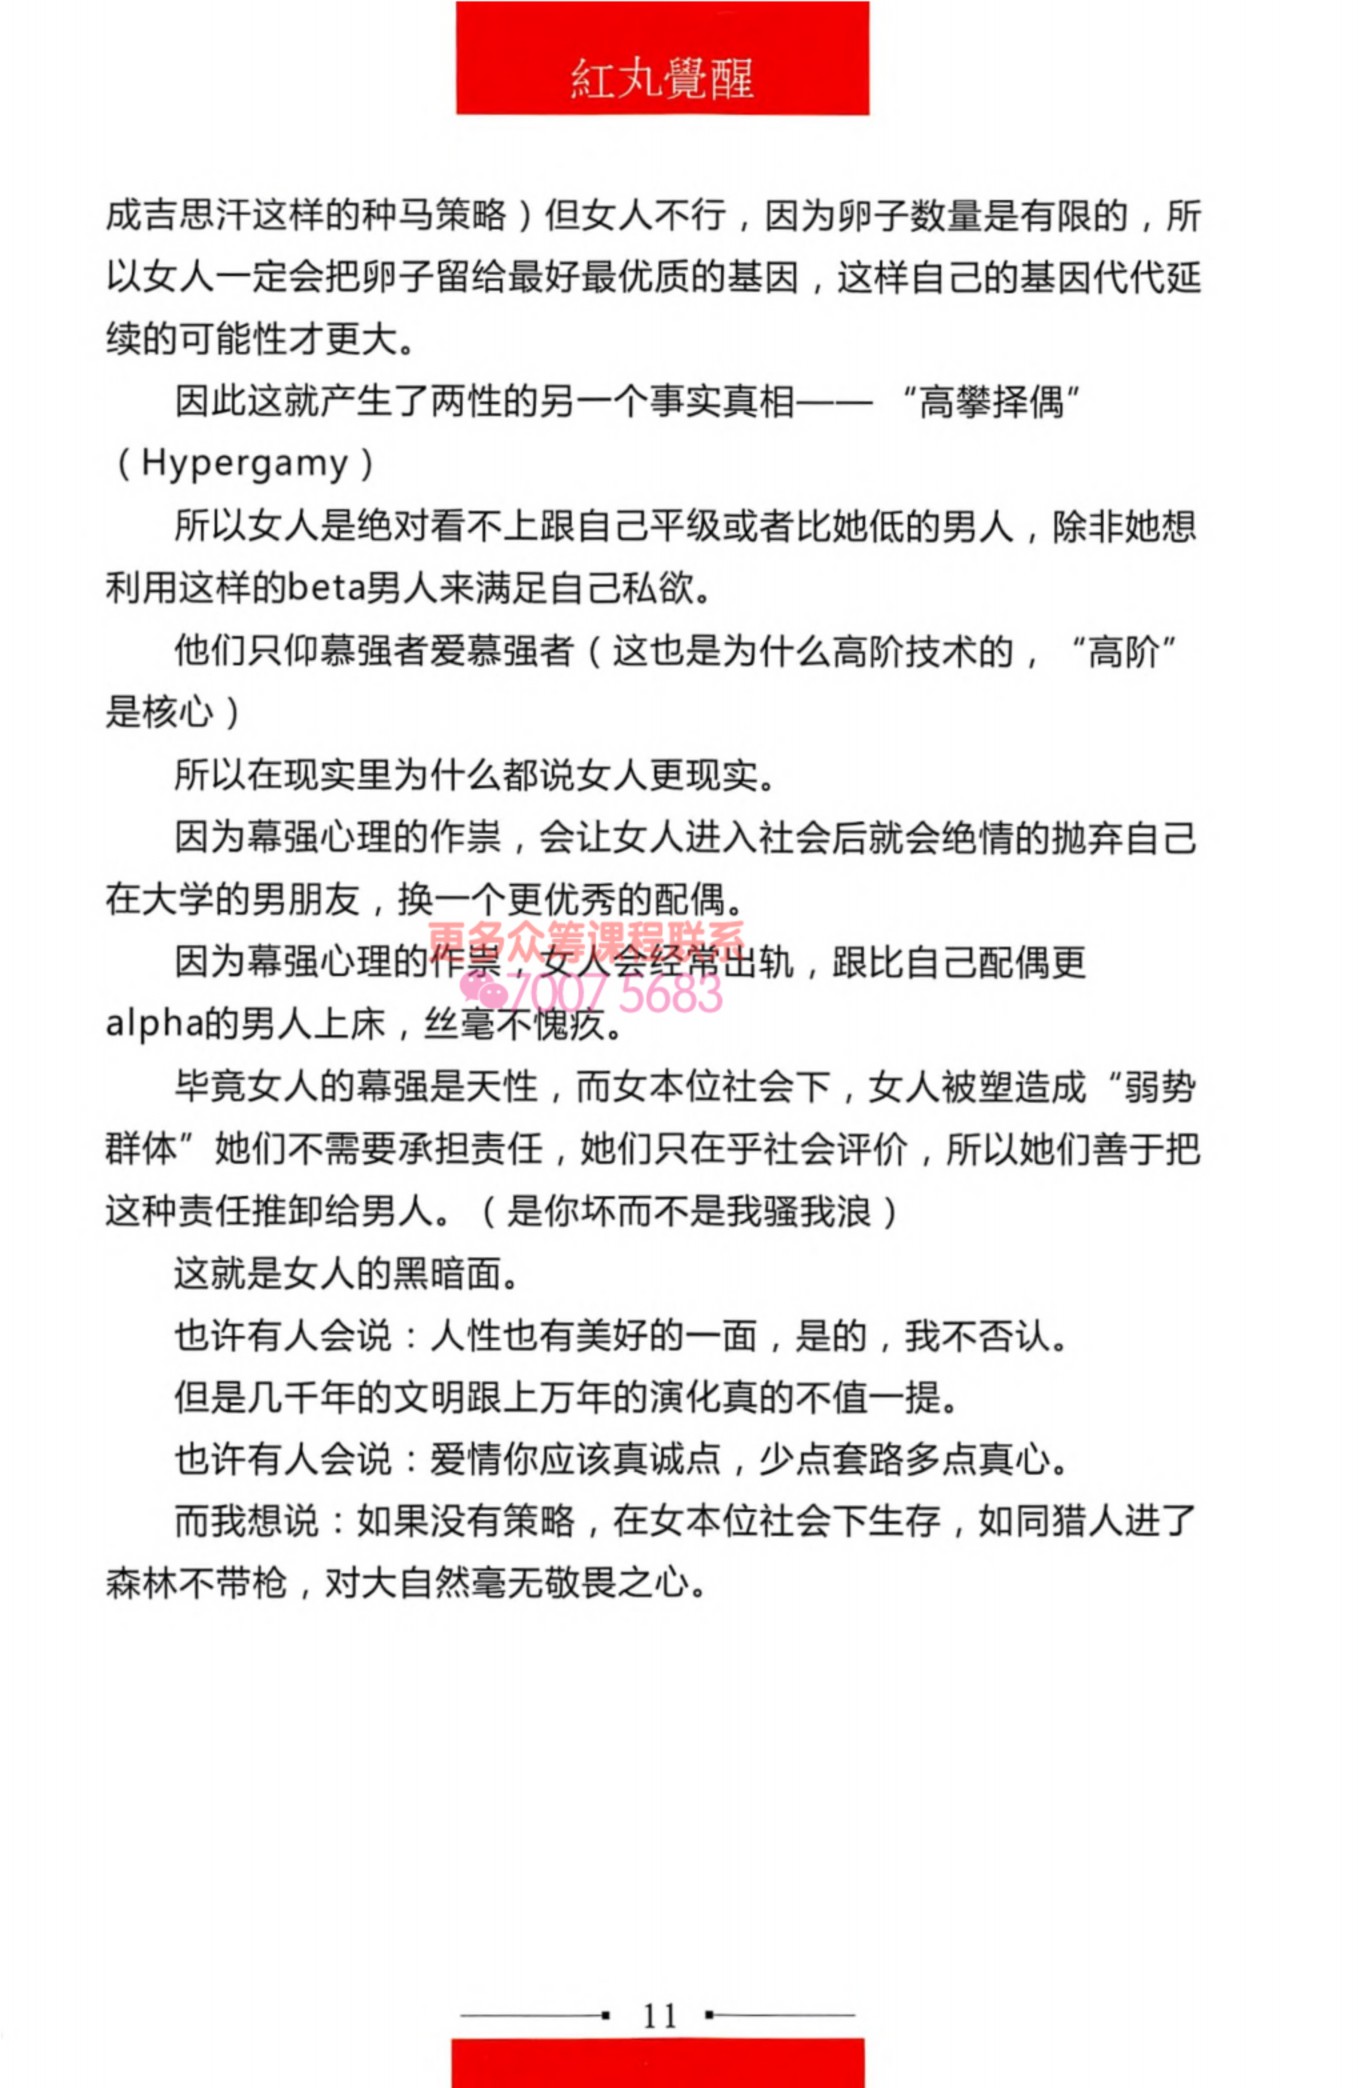 紅丸覺醒
成吉思汗这样的种马策略）但女人不行，因为卵子数量是有限的，所
以女人一定会把卵子留给最好最优质的基因，这样自己的基因代代延
续的可能性才更大。
因此这就产生了两性的另一个事实真相—— “高攀择偶”
（Hypergamy）
所以女人是绝对看不上跟自己平级或者比她低的男人，除非她想
利用这样的beta男人来满足自己私欲。
他们只仰慕强者爱慕强者（这也是为什么高阶技术的，“高阶”
是核心）
所以在现实里为什么都说女人更现实。
因为幕强心理的作祟，会让女人进入社会后就会绝情的抛弃自己
在大学的男朋友，换一个更优秀的配偶。
更多众筹课程联系
因为幕强心理的作祟，女人会经常出轨，跟比自己配偶更
70075683
alpha的男人上床，丝毫不愧疚。
毕竟女人的幕强是天性，而女本位社会下，女人被塑造成“弱势
群体”她们不需要承担责任，她们只在乎社会评价，所以她们善于把
这种责任推卸给男人。（是你坏而不是我骚我浪）
这就是女人的黑暗面。
也许有人会说：人性也有美好的一面，是的，我不否认。
但是几千年的文明跟上万年的演化真的不值一提。
也许有人会说：爱情你应该真诚点，少点套路多点真心。
而我想说：如果没有策略，在女本位社会下生存，如同猎人进了
森林不带枪，对大自然毫无敬畏之心。
11